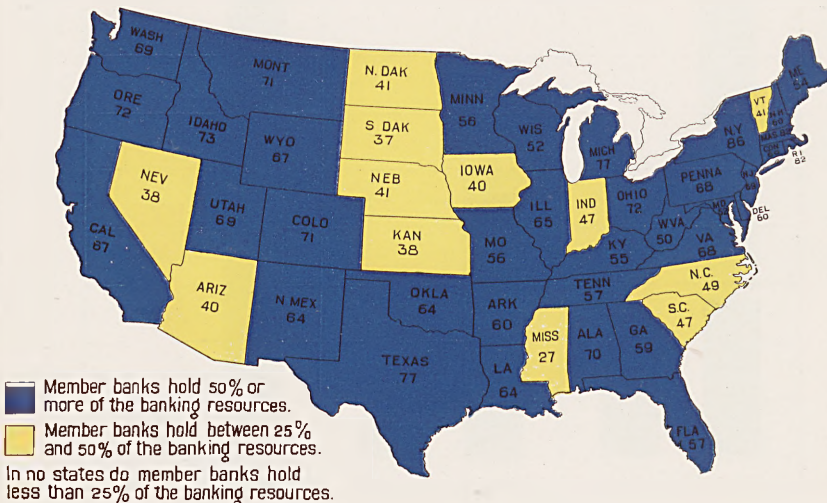 WASH
69
MONT
71
N. DAK
41
MINN
56
ME
54
VT
41
N.H.
60
ORE
72
IDAHO
73
WYO
67
S DAK
37
WIS
52
MICH
77
N.Y
86
MAS
CON
R I
82
NEV
38
UTAH
69
COLO
71
NEB
41
IOWA
40
ILL
65
IND
47
OHIO
72
PENNA
68
N.J.
MD
DEL
60
CAL
67
KAN
38
MO
56
KY
55
W VA
50
VA
68
ARIZ
40
N MEX
64
OKLA
64
ARK
60
TENN
57
N.C.
49
S.C.
47
TEXAS
77
LA
64
MISS
27
ALA
70
GA
59
FLA
57
Member banks hold 50% or
more of the banking resources.
Member banks hold between 25%
and 50% of the banking resources.
In no states do member banks hold
less than 25% of the banking resources.